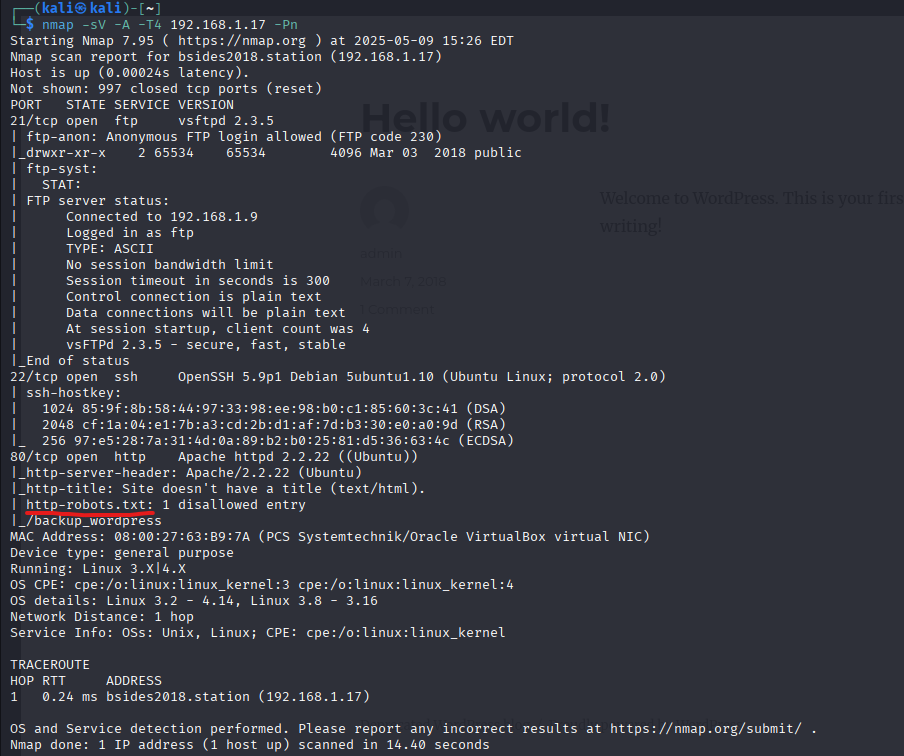 ┌──(kali㉿kali)-[~]
└─$ nmap -sV -A -T4 192.168.1.17 -Pn
Starting Nmap 7.95 ( https://nmap.org ) at 2025-05-09 15:26 EDT
Nmap scan report for bsides2018.station (192.168.1.17)
Host is up (0.00024s latency).
Not shown: 997 closed tcp ports (reset)
PORT   STATE SERVICE VERSION
21/tcp open  ftp     vsftpd 2.3.5
| ftp-anon: Anonymous FTP login allowed (FTP code 230)
|_drwxr-xr-x    2 65534    65534        4096 Mar 03  2018 public
| ftp-syst:
|   STAT:
| FTP server status:
|      Connected to 192.168.1.9
|      Logged in as ftp
|      TYPE: ASCII
|      No session bandwidth limit
|      Session timeout in seconds is 300
|      Control connection is plain text
|      Data connections will be plain text
|      At session startup, client count was 4
|      vsFTPd 2.3.5 - secure, fast, stable
|_End of status
22/tcp open  ssh     OpenSSH 5.9p1 Debian 5ubuntu1.10 (Ubuntu Linux; protocol 2.0)
| ssh-hostkey:
|   1024 85:9f:8b:58:44:97:33:98:ee:98:b0:c1:85:60:3c:41 (DSA)
|   2048 cf:1a:04:e1:7b:a3:cd:2b:d1:af:7d:b3:30:e0:a0:9d (RSA)
|_  256 97:e5:28:7a:31:4d:0a:89:b2:b0:25:81:d5:36:63:4c (ECDSA)
80/tcp open  http    Apache httpd 2.2.22 ((Ubuntu))
|_http-server-header: Apache/2.2.22 (Ubuntu)
|_http-title: Site doesn't have a title (text/html).
| http-robots.txt: 1 disallowed entry
|_/backup_wordpress
MAC Address: 08:00:27:63:B9:7A (PCS Systemtechnik/Oracle VirtualBox virtual NIC)
Device type: general purpose
Running: Linux 3.X|4.X
OS CPE: cpe:/o:linux:linux_kernel:3 cpe:/o:linux:linux_kernel:4
OS details: Linux 3.2 - 4.14, Linux 3.8 - 3.16
Network Distance: 1 hop
Service Info: OSs: Unix, Linux; CPE: cpe:/o:linux:linux_kernel
TRACEROUTE
HOP RTT     ADDRESS
1   0.24 ms bsides2018.station (192.168.1.17)
OS and Service detection performed. Please report any incorrect results at https://nmap.org/submit/ .
Nmap done: 1 IP address (1 host up) scanned in 14.40 seconds
Hello world!
Welcome to WordPress. This is your firs
writing!
admin
March 7, 2018
1 Comment